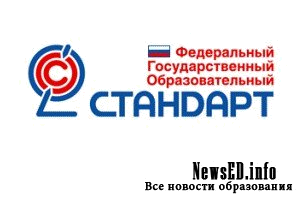 Федеральный
Государственный
Образовательный
СТАНДАРТ
NewsED.info
Все новости образования